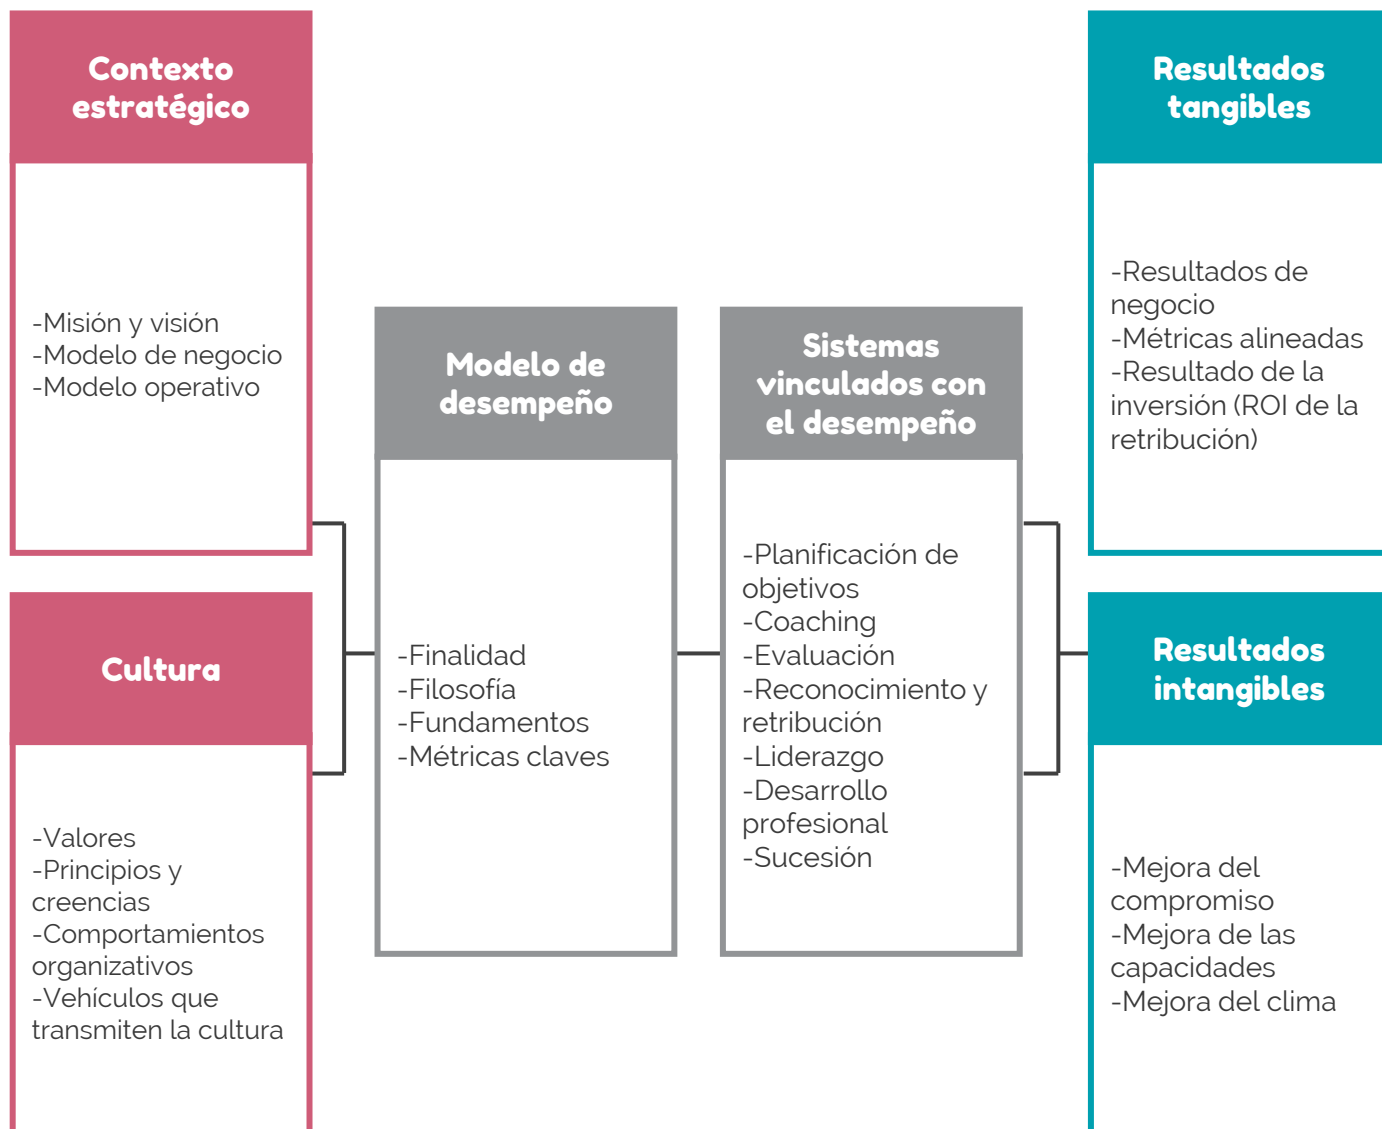 Contexto
estratégico
-Misión y visión
-Modelo de negocio
-Modelo operativo
Cultura
-Valores
-Principios y
creencias
-Comportamientos
organizativos
-Vehículos que
transmiten la cultura
Modelo de
desempeño
-Finalidad
-Filosofía
-Fundamentos
-Métricas claves
Sistemas
vinculados con
el desempeño
-Planificación de
objetivos
-Coaching
-Evaluación
-Reconocimiento y
retribución
-Liderazgo
-Desarrollo
profesional
-Sucesión
Resultados
tangibles
-Resultados de
negocio
-Métricas alineadas
-Resultado de la
inversión (ROI de la
retribución)
Resultados
intangibles
-Mejora del
compromiso
-Mejora de las
capacidades
-Mejora del clima